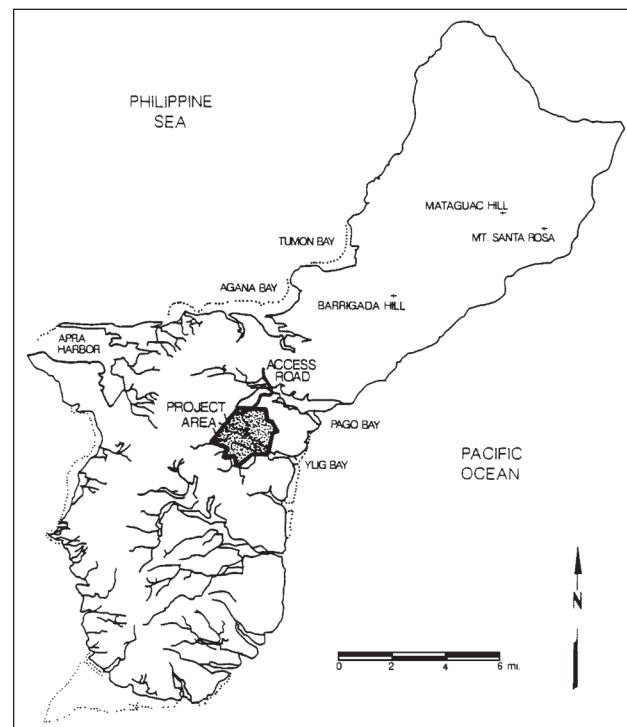 PHILIPPINE
SEA
MATAGUAC HILL
MT. SANTA ROSA
TUMON BAY
AGANA BAY
BARRIGADA HILL
APRA
HARBOR
ACCESS
ROAD
PROJECT
AREA
PAGO BAY
YLIG BAY
PACIFIC
OCEAN
N
0 2 4 6 mi.